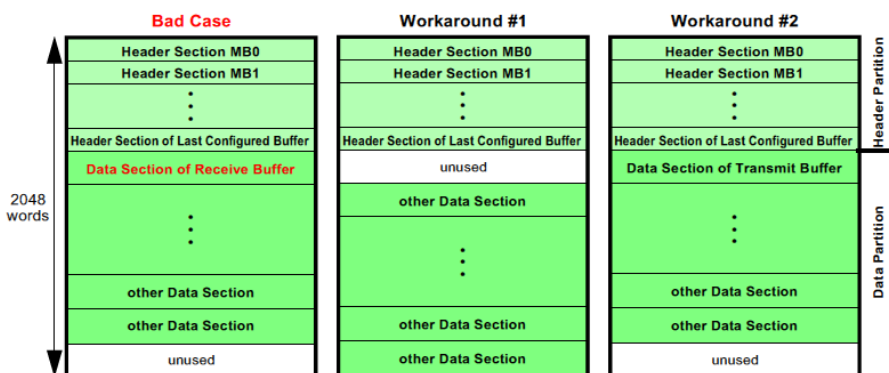 Bad Case
Header Section MB0
Header Section MB1
Header Section of Last Configured Buffer
Data Section of Receive Buffer
other Data Section
other Data Section
unused
2048
words
Workaround #1
Header Section MB0
Header Section MB1
Header Section of Last Configured Buffer
unused
other Data Section
other Data Section
other Data Section
Workaround #2
Header Section MB0
Header Section MB1
Header Section of Last Configured Buffer
Data Section of Transmit Buffer
other Data Section
other Data Section
unused
Header Partition
Data Partition